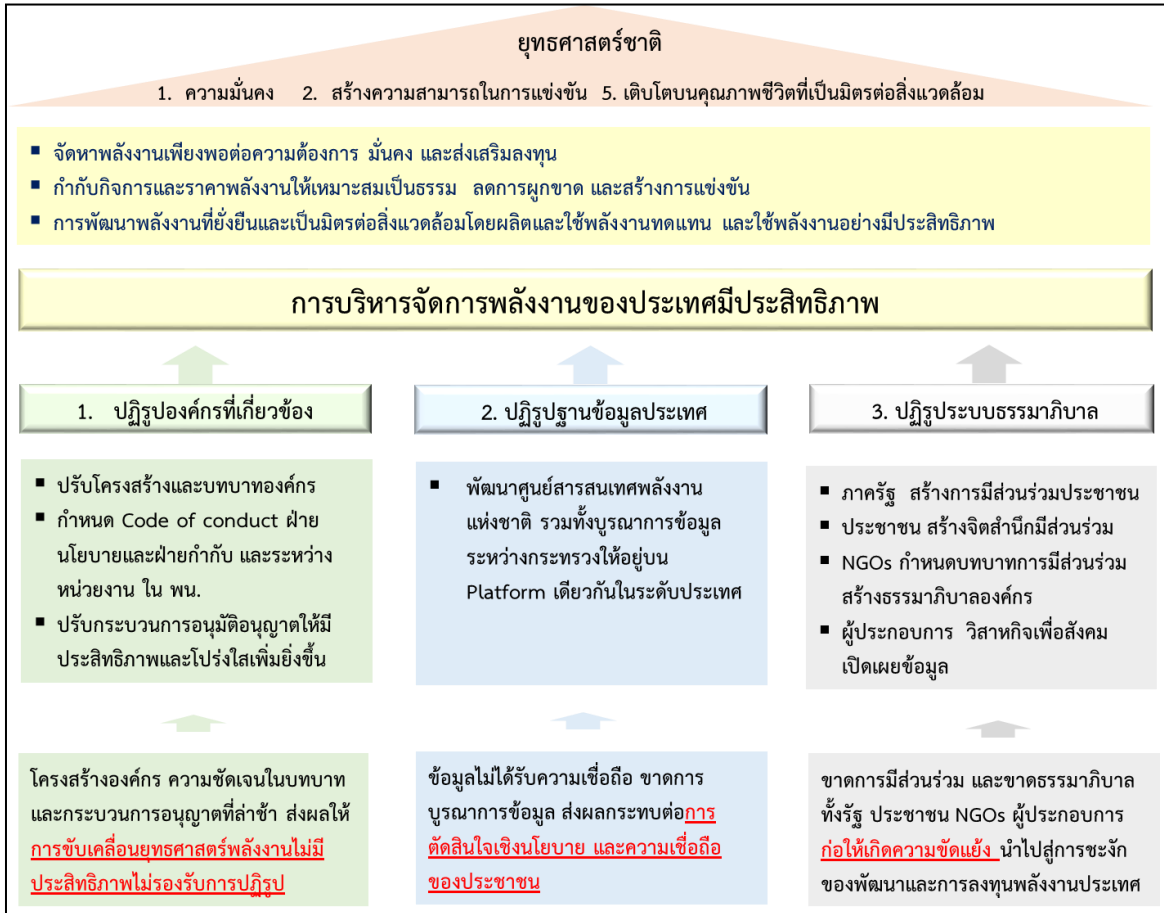 ยุทธศาสตร์ชาติ
1. ความมั่นคง 2. สร้างความสามารถในการแข่งขัน 5. เติบโตบนคุณภาพชีวิตที่เป็นมิตรต่อสิ่งแวดล้อม
▪ จัดหาพลังงานเพียงพอต่อความต้องการ มั่นคง และส่งเสริมลงทุน
▪ กำกับกิจการและราคาพลังงานให้เหมาะสมเป็นธรรม ลดการผูกขาด และสร้างการแข่งขัน
▪ การพัฒนาพลังงานที่ยั่งยืนและเป็นมิตรต่อสิ่งแวดล้อมโดยผลิตและใช้พลังงานทดแทน และใช้พลังงานอย่างมีประสิทธิภาพ
การบริหารจัดการพลังงานของประเทศมีประสิทธิภาพ
1. ปฏิรูปองค์กรที่เกี่ยวข้อง
▪ ปรับโครงสร้างและบทบาทองค์กร
▪ กำหนด Code of conduct ฝ่าย
นโยบายและฝ่ายกำกับ และระหว่าง
หน่วยงาน ใน พน.
▪ ปรับกระบวนการอนุมัติอนุญาตให้มี
ประสิทธิภาพและโปร่งใสเพิ่มยิ่งขึ้น
โครงสร้างองค์กร ความชัดเจนในบทบาท
และกระบวนการอนุญาตที่ล่าช้า ส่งผลให้
การขับเคลื่อนยุทธศาสตร์พลังงานไม่มี
ประสิทธิภาพไม่รองรับการปฏิรูป
2. ปฏิรูปฐานข้อมูลประเทศ
▪ พัฒนาศูนย์สารสนเทศพลังงาน
แห่งชาติ รวมทั้งบูรณาการข้อมูล
ระหว่างกระทรวงให้อยู่บน
Platform เดียวกันในระดับประเทศ
ข้อมูลไม่ได้รับความเชื่อถือ ขาดการ
บูรณาการข้อมูล ส่งผลกระทบต่อการ
ตัดสินใจเชิงนโยบาย และความเชื่อถือ
ของประชาชน
3. ปฏิรูประบบธรรมาภิบาล
▪ ภาครัฐ สร้างการมีส่วนร่วมประชาชน
▪ ประชาชน สร้างจิตสำนึกมีส่วนร่วม
▪ NGOs กำหนดบทบาทการมีส่วนร่วม
สร้างธรรมาภิบาลองค์กร
▪ ผู้ประกอบการ วิสาหกิจเพื่อสังคม
เปิดเผยข้อมูล
ขาดการมีส่วนร่วม และขาดธรรมาภิบาล
ทั้งรัฐ ประชาชน NGOs ผู้ประกอบการ
ก่อให้เกิดความขัดแย้ง นำไปสู่การชะงัก
ของพัฒนาและการลงทุนพลังงานประเทศ